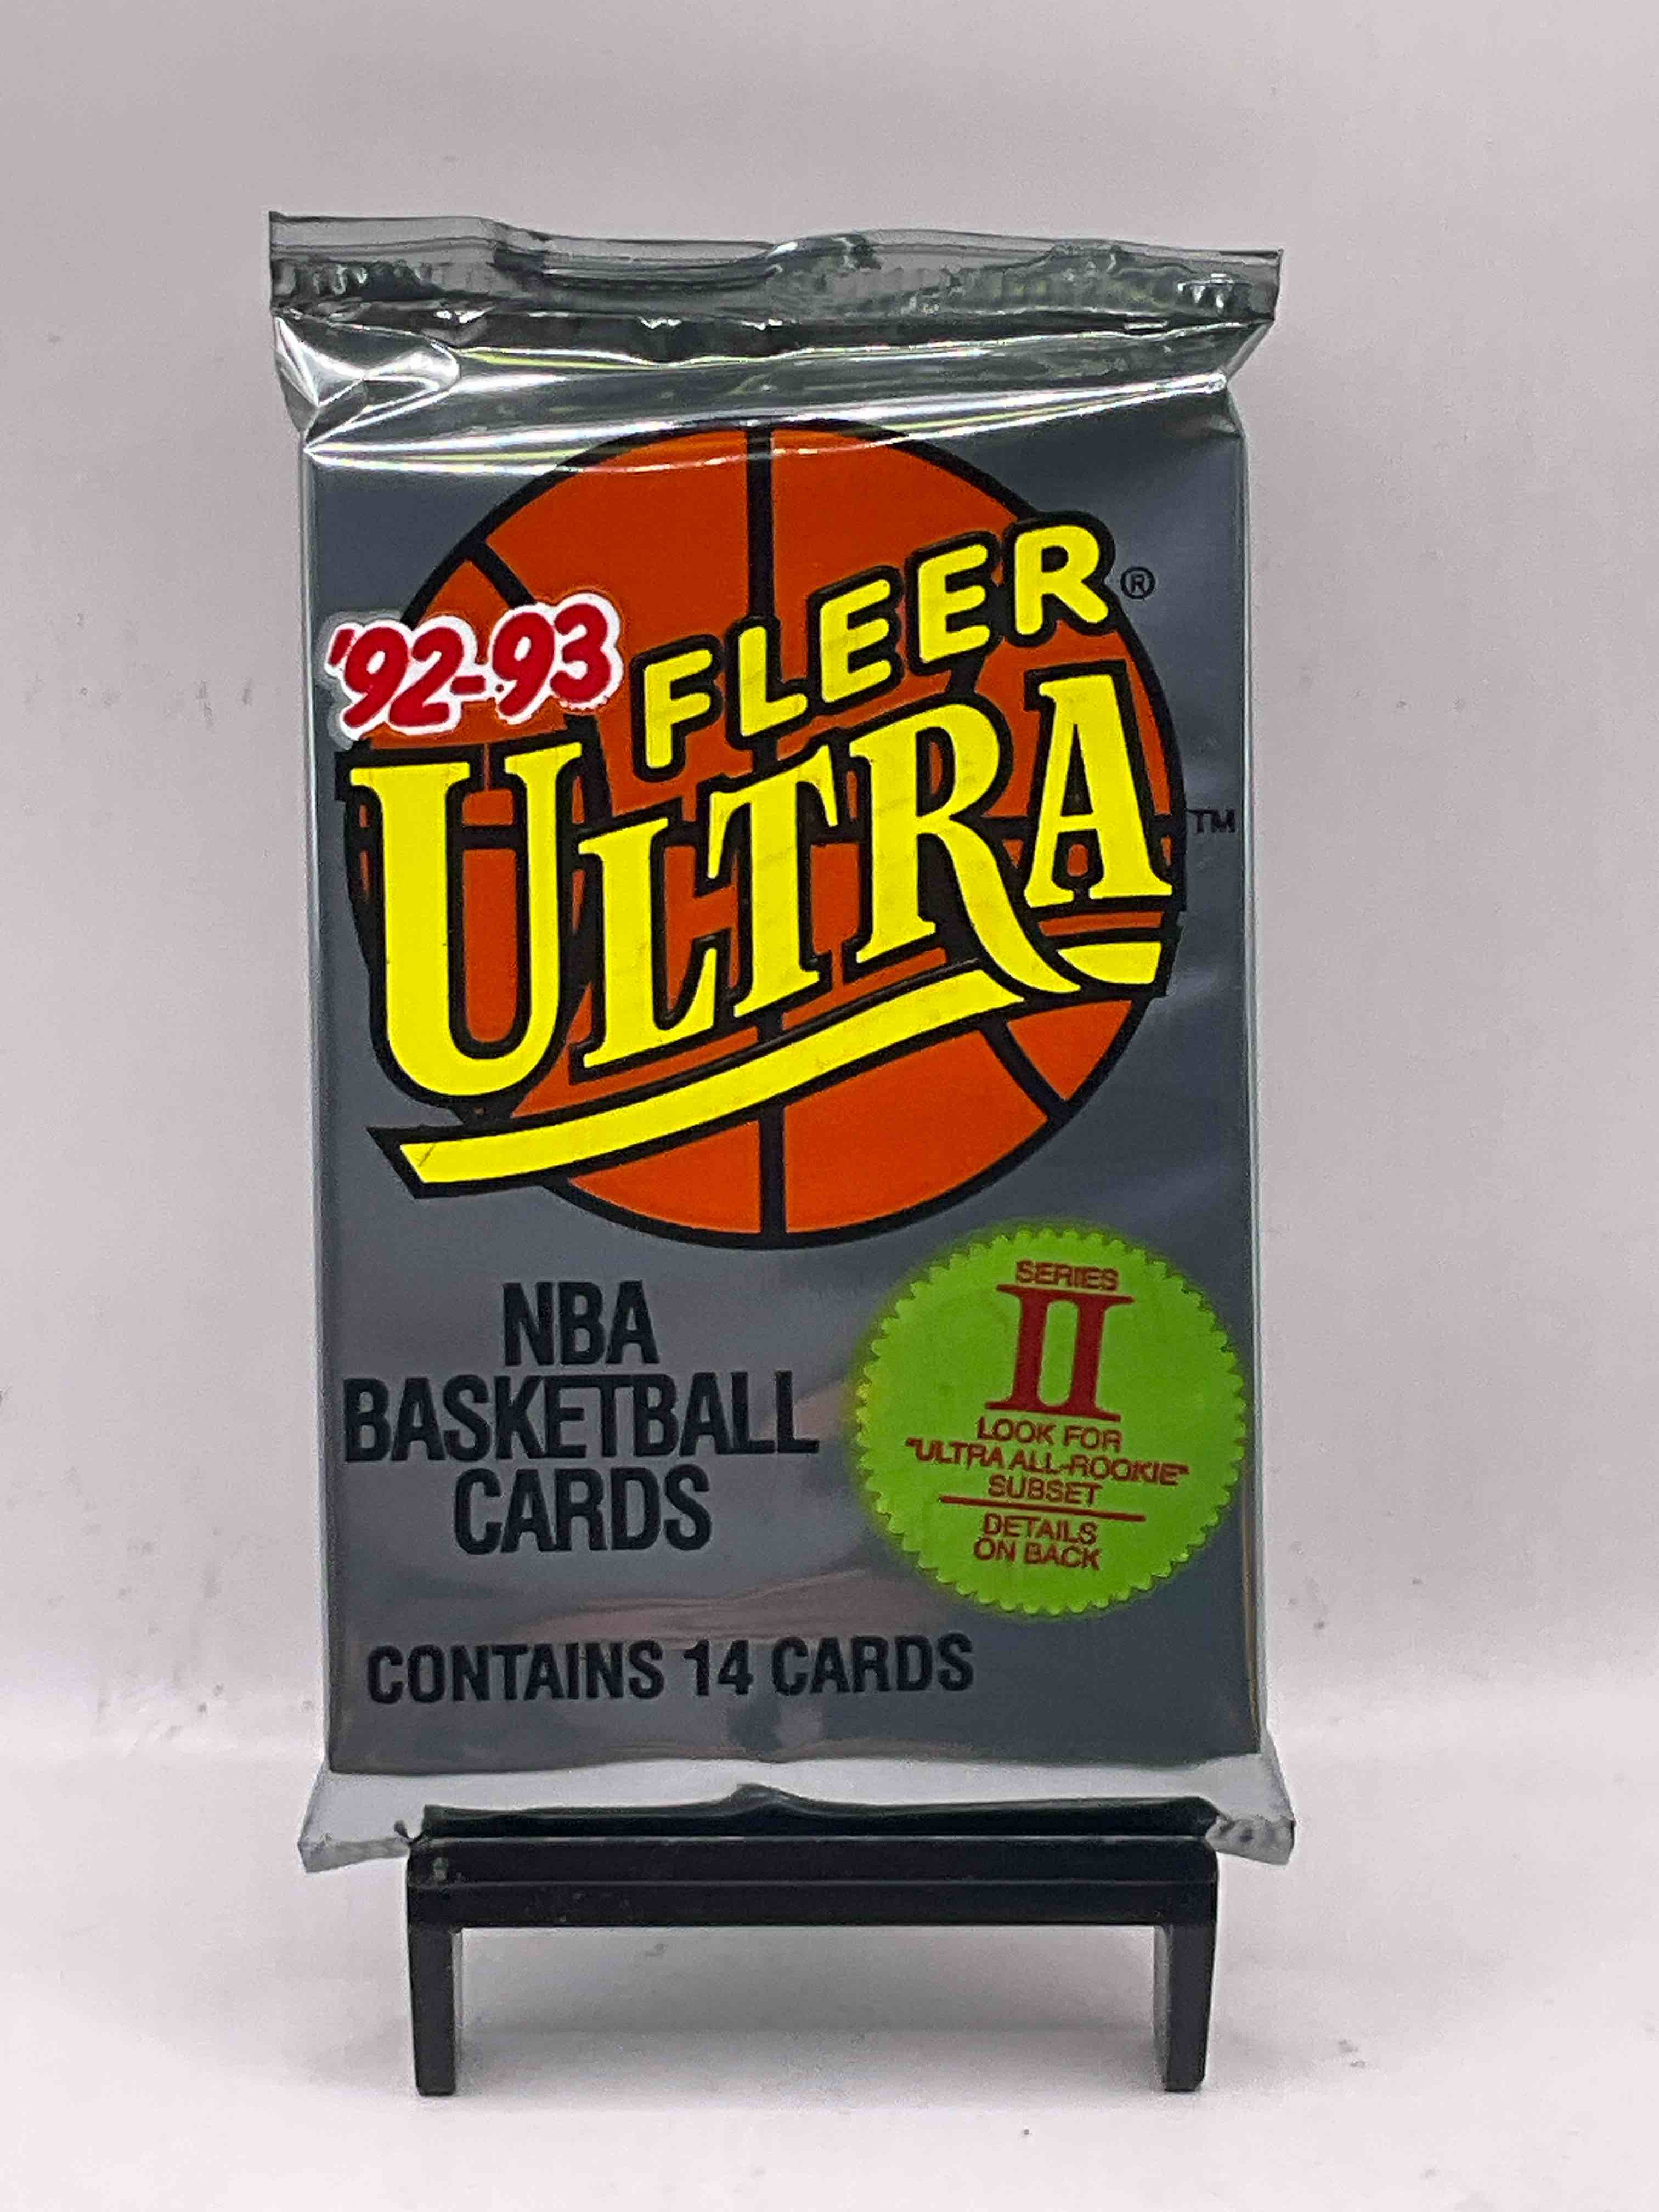 '92-93
FLEER®
ULTRA™
NBA
BASKETBALL
CARDS
SERIES
II
LOOK FOR
"ULTRA ALL-ROOKIE"
SUBSET
DETAILS
ON BACK
CONTAINS 14 CARDS